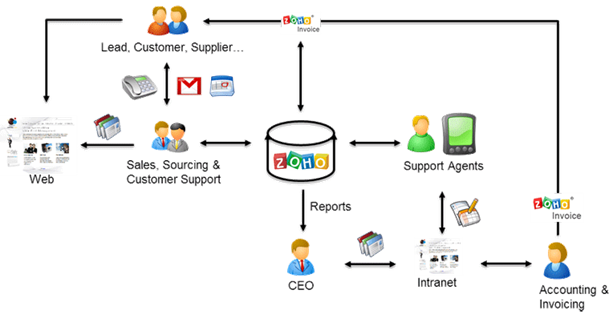 ZOHO
Invoice
Lead, Customer, Supplier...
Web
Sales, Sourcing &
Customer Support
ZOHO
Support Agents
Reports
ZOHO
Invoice
CEO
Intranet
Accounting &
Invoicing